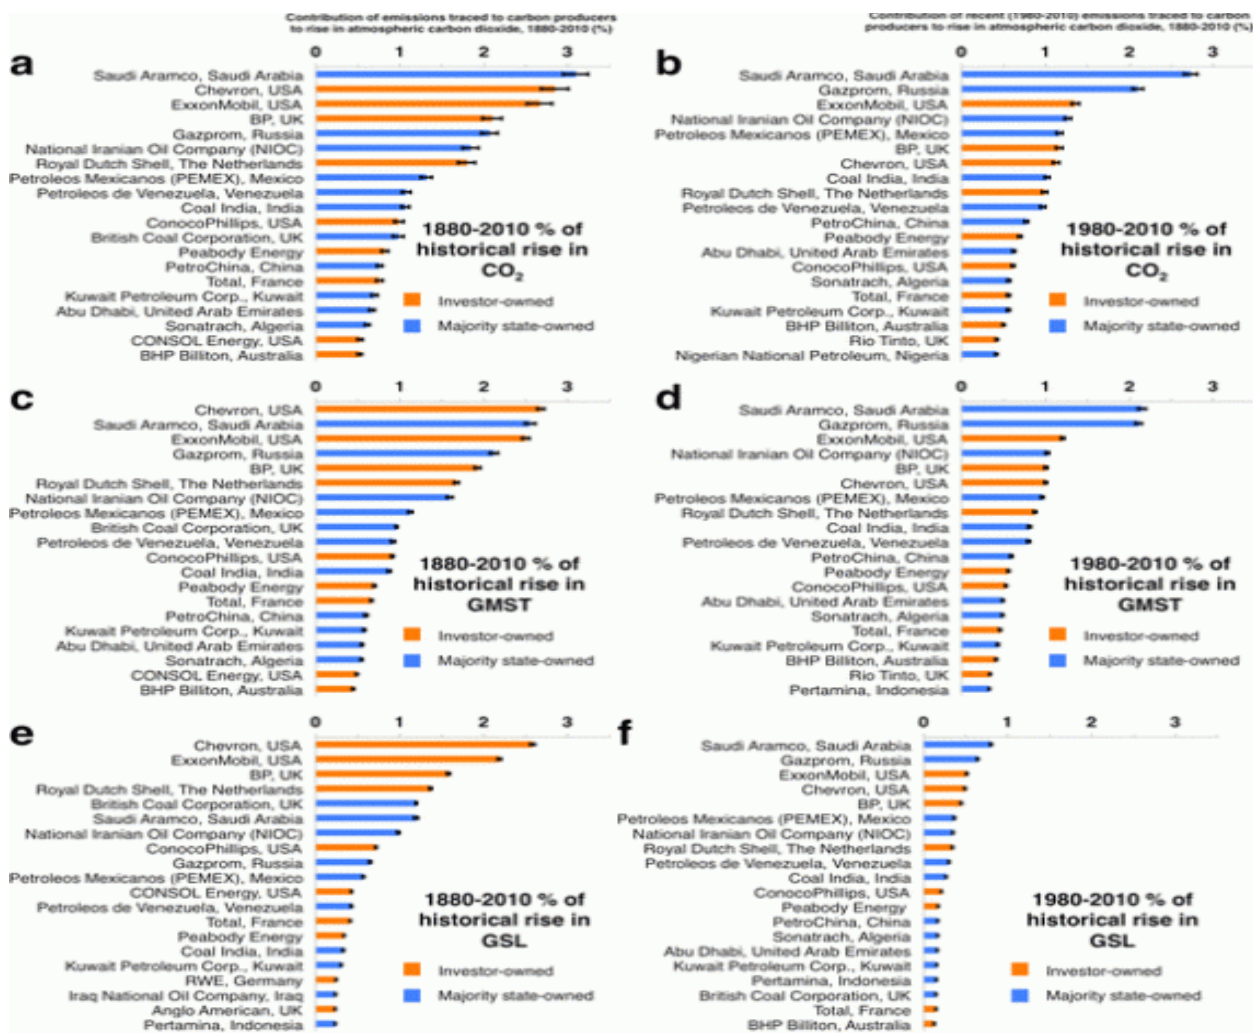 Contribution of emissions traced to carbon producers
to rise in atmospheric carbon dioxide, 1880-2010 (%)
0 1 2 3
a
Saudi Aramco, Saudi Arabia
Chevron, USA
ExxonMobil, USA
BP, UK
Gazprom, Russia
National Iranian Oil Company (NIOC)
Royal Dutch Shell, The Netherlands
Petroleos Mexicanos (PEMEX), Mexico
Petroleos de Venezuela, Venezuela
Coal India, India
ConocoPhillips, USA
British Coal Corporation, UK
Peabody Energy
PetroChina, China
Total, France
Kuwait Petroleum Corp., Kuwait
Abu Dhabi, United Arab Emirates
Sonatrach, Algeria
CONSOL Energy, USA
BHP Billiton, Australia
1880-2010 % of
historical rise in
CO2
Investor-owned
Majority state-owned
Contribution of recent (1980-2010) emissions traced to carbon
producers to rise in atmospheric carbon dioxide, 1880-2010 (%)
0 1 2 3
b
Saudi Aramco, Saudi Arabia
Gazprom, Russia
ExxonMobil, USA
National Iranian Oil Company (NIOC)
Petroleos Mexicanos (PEMEX), Mexico
BP, UK
Chevron, USA
Coal India, India
Royal Dutch Shell, The Netherlands
Petroleos de Venezuela, Venezuela
PetroChina, China
Peabody Energy
Abu Dhabi, United Arab Emirates
ConocoPhillips, USA
Sonatrach, Algeria
Total, France
Kuwait Petroleum Corp., Kuwait
BHP Billiton, Australia
Rio Tinto, UK
Nigerian National Petroleum, Nigeria
1980-2010 % of
historical rise in
CO2
Investor-owned
Majority state-owned
0 1 2 3
c
Chevron, USA
Saudi Aramco, Saudi Arabia
ExxonMobil, USA
Gazprom, Russia
BP, UK
Royal Dutch Shell, The Netherlands
National Iranian Oil Company (NIOC)
Petroleos Mexicanos (PEMEX), Mexico
British Coal Corporation, UK
Petroleos de Venezuela, Venezuela
ConocoPhillips, USA
Coal India, India
Peabody Energy
Total, France
PetroChina, China
Kuwait Petroleum Corp., Kuwait
Abu Dhabi, United Arab Emirates
Sonatrach, Algeria
CONSOL Energy, USA
BHP Billiton, Australia
1880-2010 % of
historical rise in
GMST
Investor-owned
Majority state-owned
0 1 2 3
d
Saudi Aramco, Saudi Arabia
Gazprom, Russia
ExxonMobil, USA
National Iranian Oil Company (NIOC)
BP, UK
Chevron, USA
Petroleos Mexicanos (PEMEX), Mexico
Royal Dutch Shell, The Netherlands
Coal India, India
Petroleos de Venezuela, Venezuela
PetroChina, China
Peabody Energy
ConocoPhillips, USA
Abu Dhabi, United Arab Emirates
Sonatrach, Algeria
Total, France
Kuwait Petroleum Corp., Kuwait
BHP Billiton, Australia
Rio Tinto, UK
Pertamina, Indonesia
1980-2010 % of
historical rise in
GMST
Investor-owned
Majority state-owned
0 1 2 3
e
Chevron, USA
ExxonMobil, USA
BP, UK
Royal Dutch Shell, The Netherlands
British Coal Corporation, UK
Saudi Aramco, Saudi Arabia
National Iranian Oil Company (NIOC)
ConocoPhillips, USA
Gazprom, Russia
Petroleos Mexicanos (PEMEX), Mexico
CONSOL Energy, USA
Petroleos de Venezuela, Venezuela
Total, France
Peabody Energy
Coal India, India
Kuwait Petroleum Corp., Kuwait
RWE, Germany
Iraq National Oil Company, Iraq
Anglo American, UK
Pertamina, Indonesia
1880-2010 % of
historical rise in
GSL
Investor-owned
Majority state-owned
0 1 2 3
f
Saudi Aramco, Saudi Arabia
Gazprom, Russia
ExxonMobil, USA
Chevron, USA
BP, UK
Petroleos Mexicanos (PEMEX), Mexico
National Iranian Oil Company (NIOC)
Royal Dutch Shell, The Netherlands
Petroleos de Venezuela, Venezuela
Coal India, India
ConocoPhillips, USA
Peabody Energy
PetroChina, China
Sonatrach, Algeria
Abu Dhabi, United Arab Emirates
Kuwait Petroleum Corp., Kuwait
Pertamina, Indonesia
British Coal Corporation, UK
Total, France
BHP Billiton, Australia
1980-2010 % of
historical rise in
GSL
Investor-owned
Majority state-owned